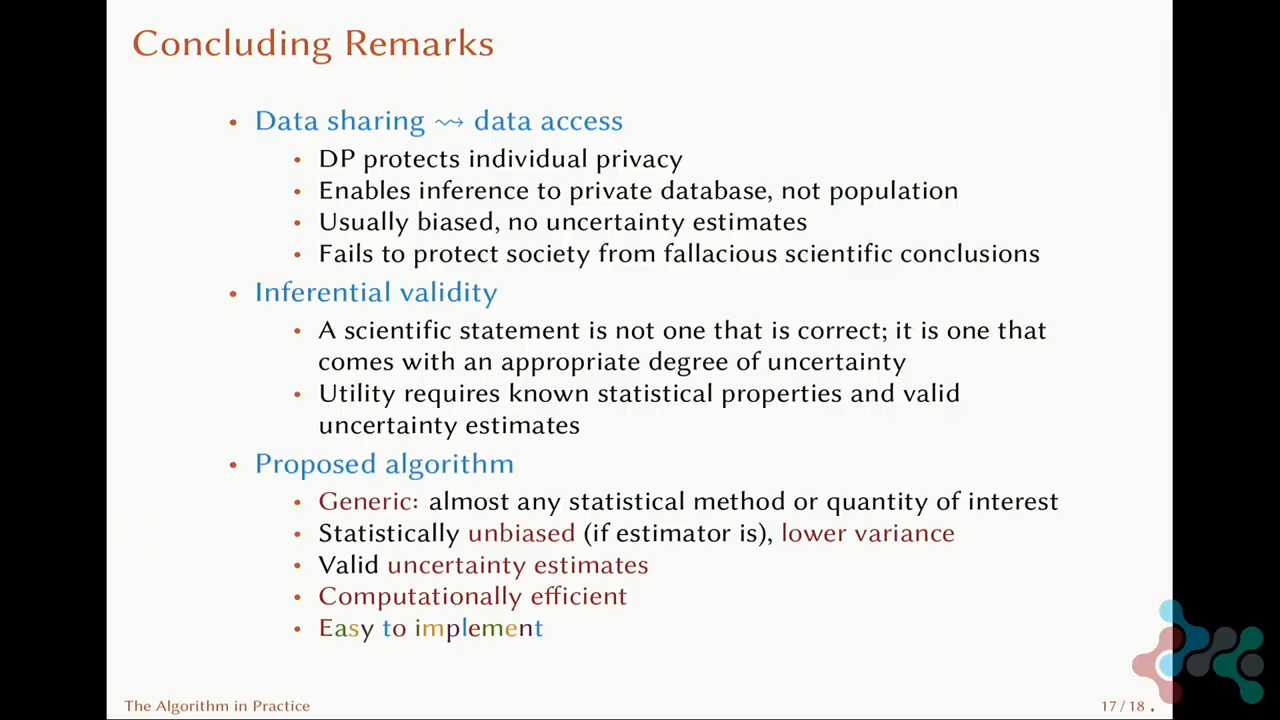 Concluding Remarks
• Data sharing ⇝ data access
• DP protects individual privacy
• Enables inference to private database, not population
• Usually biased, no uncertainty estimates
• Fails to protect society from fallacious scientific conclusions
• Inferential validity
• A scientific statement is not one that is correct; it is one that
comes with an appropriate degree of uncertainty
• Utility requires known statistical properties and valid
uncertainty estimates
• Proposed algorithm
• Generic: almost any statistical method or quantity of interest
• Statistically unbiased (if estimator is), lower variance
• Valid uncertainty estimates
• Computationally efficient
• Easy to implement
The Algorithm in Practice
17 / 18 .